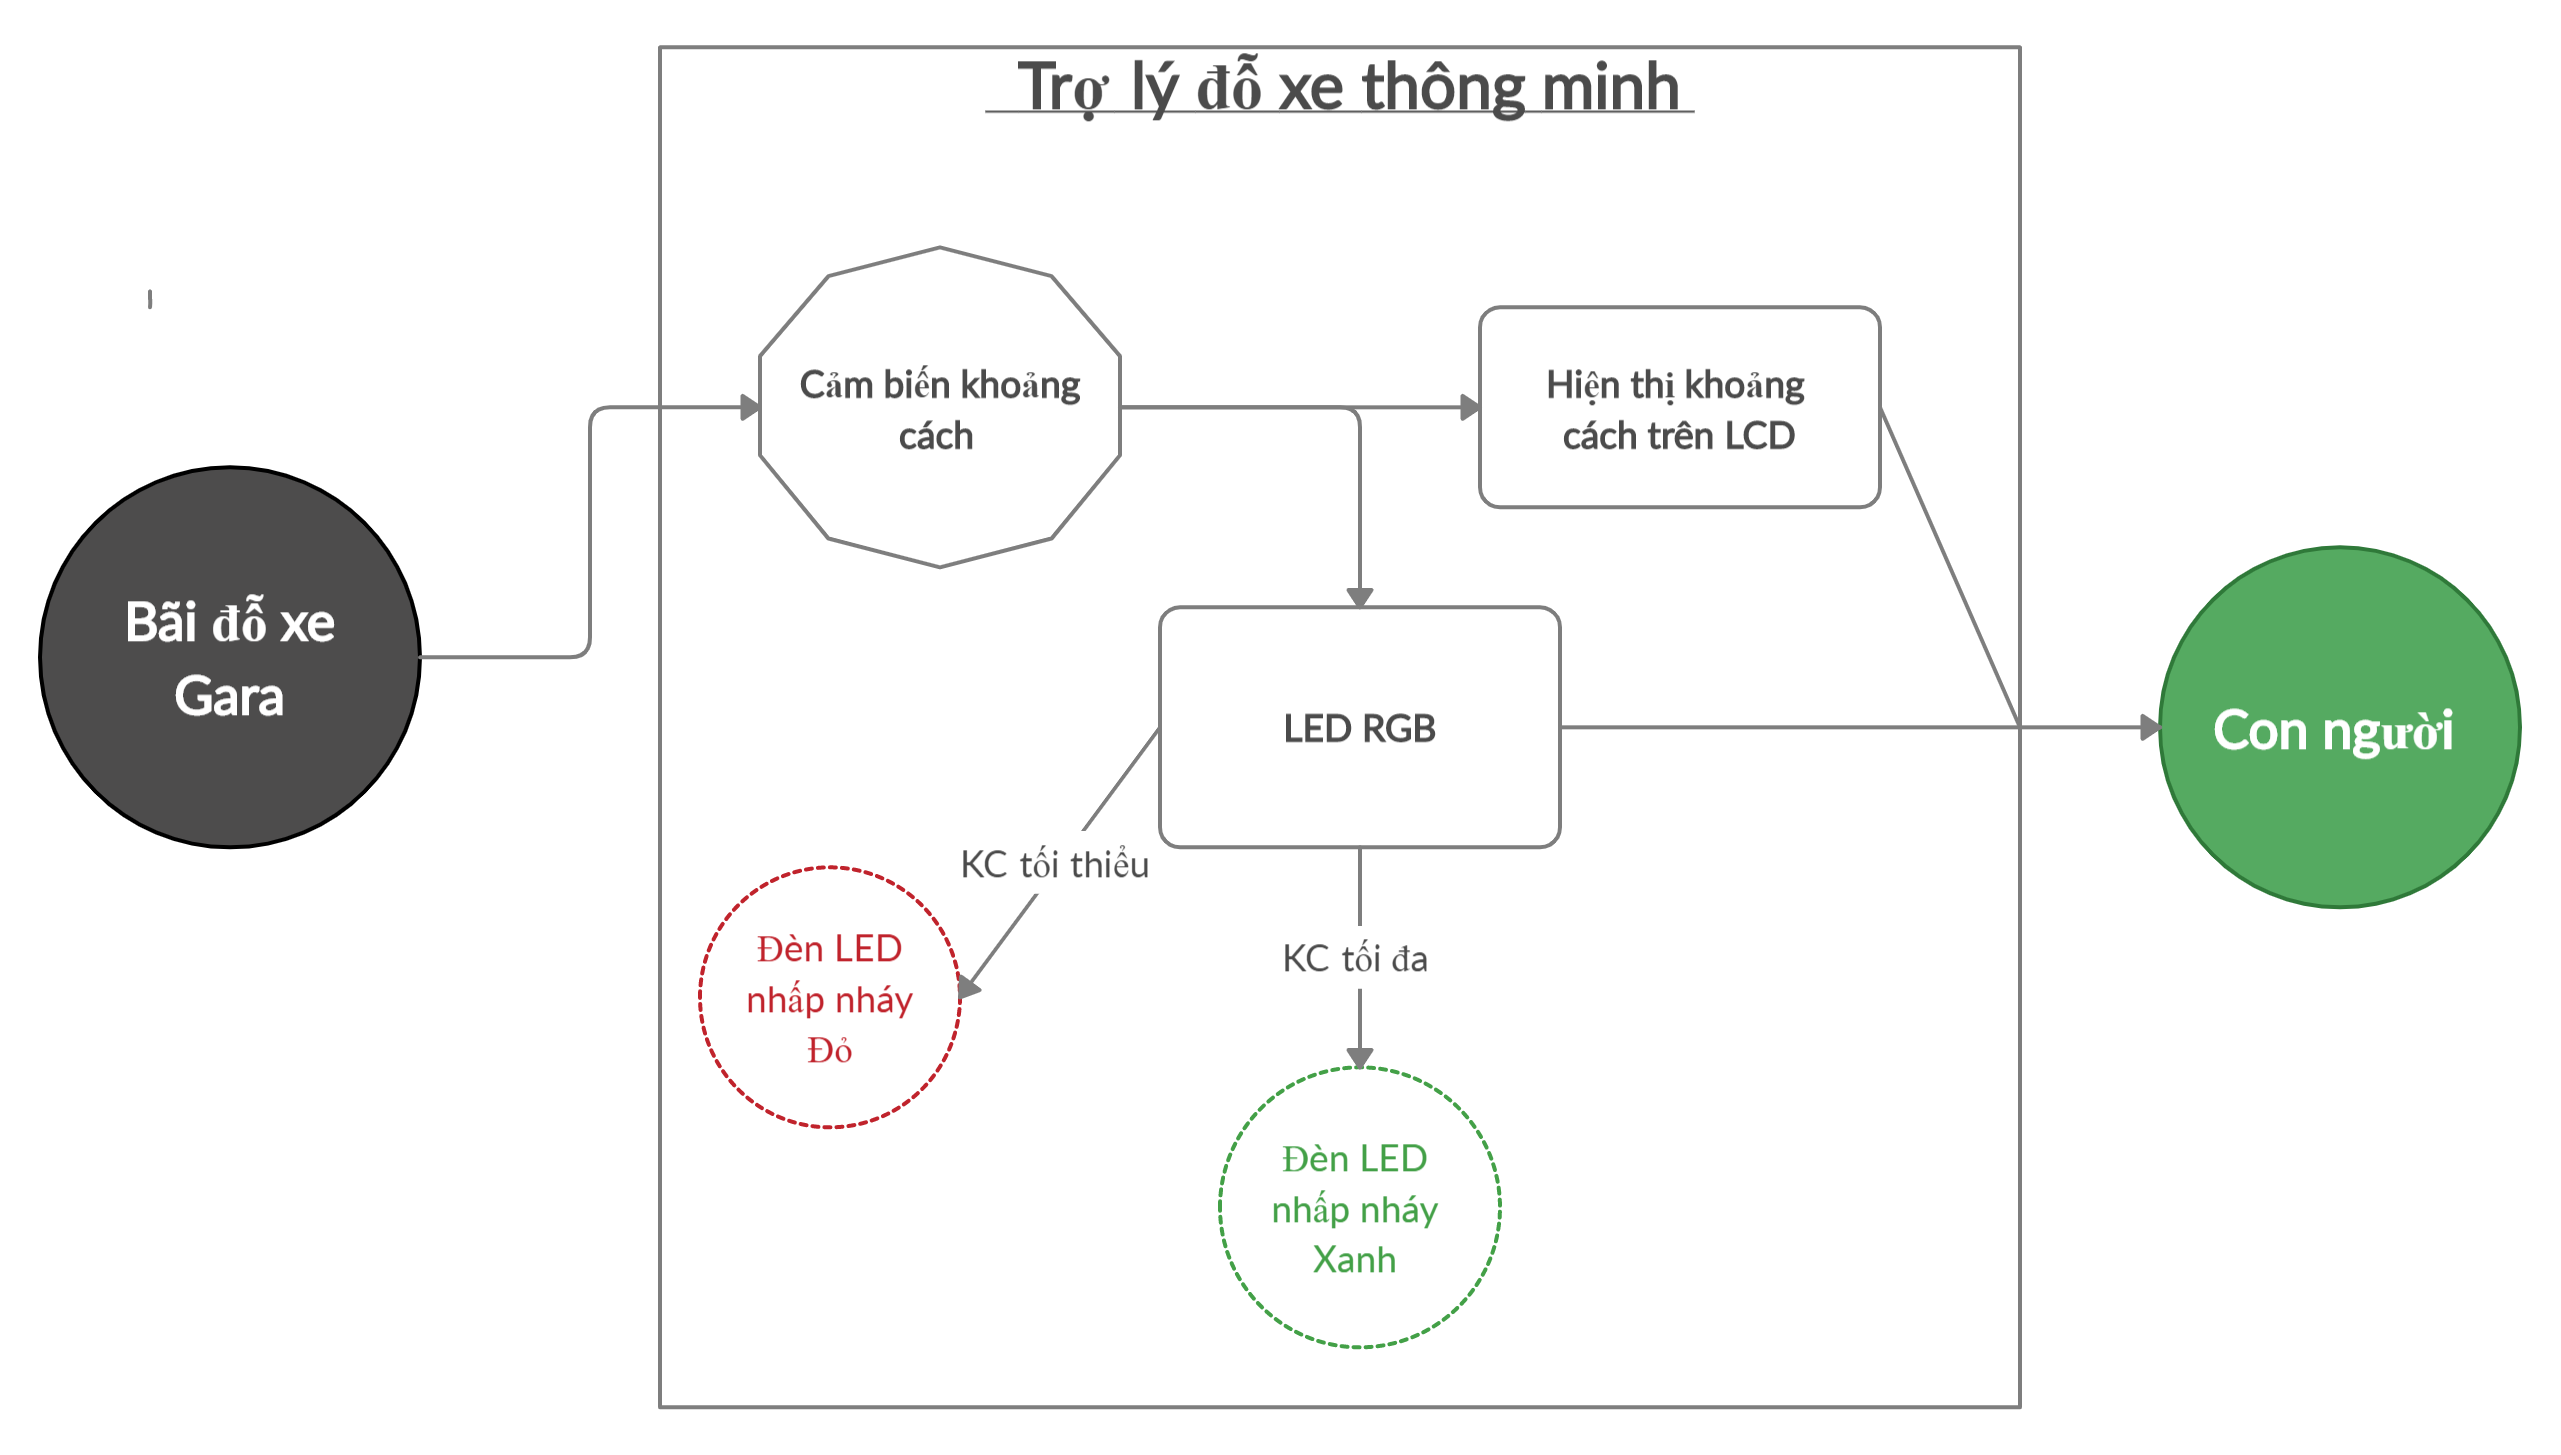 Trợ lý đỗ xe thông minh
Cảm biến khoảng
cách
Hiện thị khoảng
cách trên LCD
Bãi đỗ xe
Gara
LED RGB
Con người
KC tối thiểu
KC tối đa
Đèn LED
nhấp nháy
Đỏ
Đèn LED
nhấp nháy
Xanh